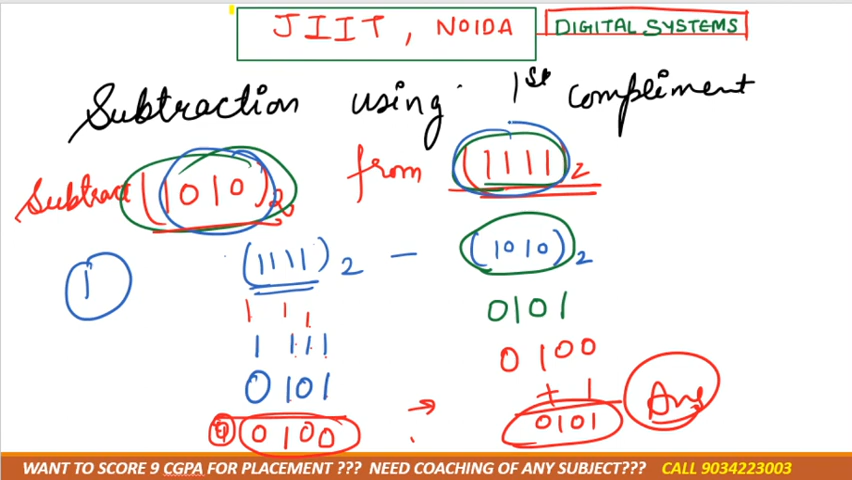 JIIT, NOIDA
DIGITAL SYSTEMS
Subtraction using 1st compliment
Subtract (1010)2 from (1111)2
1
(1111)2 - (1010)2
0101
1 1 1
1 111
0101
0100
0100
+ 1
0101
Ans
WANT TO SCORE 9 CGPA FOR PLACEMENT ??? NEED COACHING OF ANY SUBJECT??? CALL 9034223003